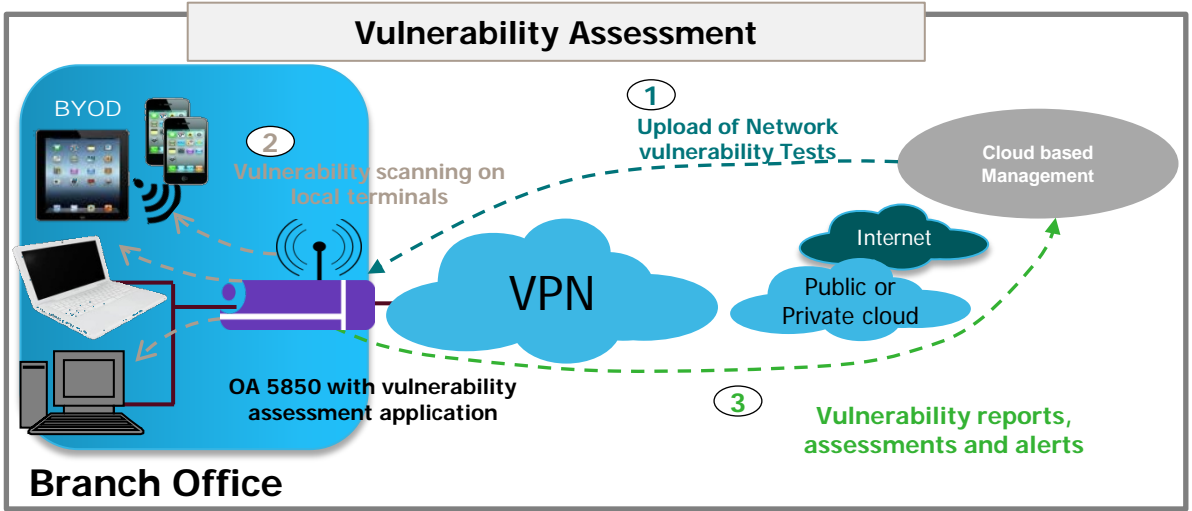 Vulnerability Assessment
BYOD
1
Upload of Network
vulnerability Tests
2
Vulnerability scanning on
local terminals
Cloud based
Management
Internet
Public or
Private cloud
VPN
OA 5850 with vulnerability
assessment application
3
Vulnerability reports,
assessments and alerts
Branch Office